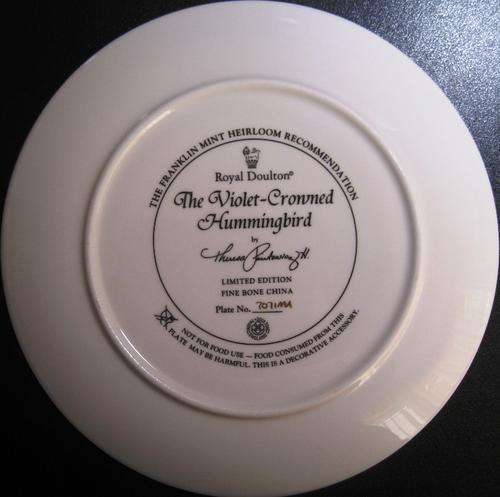 THE FRANKLIN MINT HEIRLOOM RECOMMENDATION
Royal Doulton®
The Violet-Crowned
Hummingbird
by
LIMITED EDITION
FINE BONE CHINA
Plate No. 7071MA
NOT FOR FOOD USE — FOOD CONSUMED FROM THIS
PLATE MAY BE HARMFUL. THIS IS A DECORATIVE ACCESSORY.